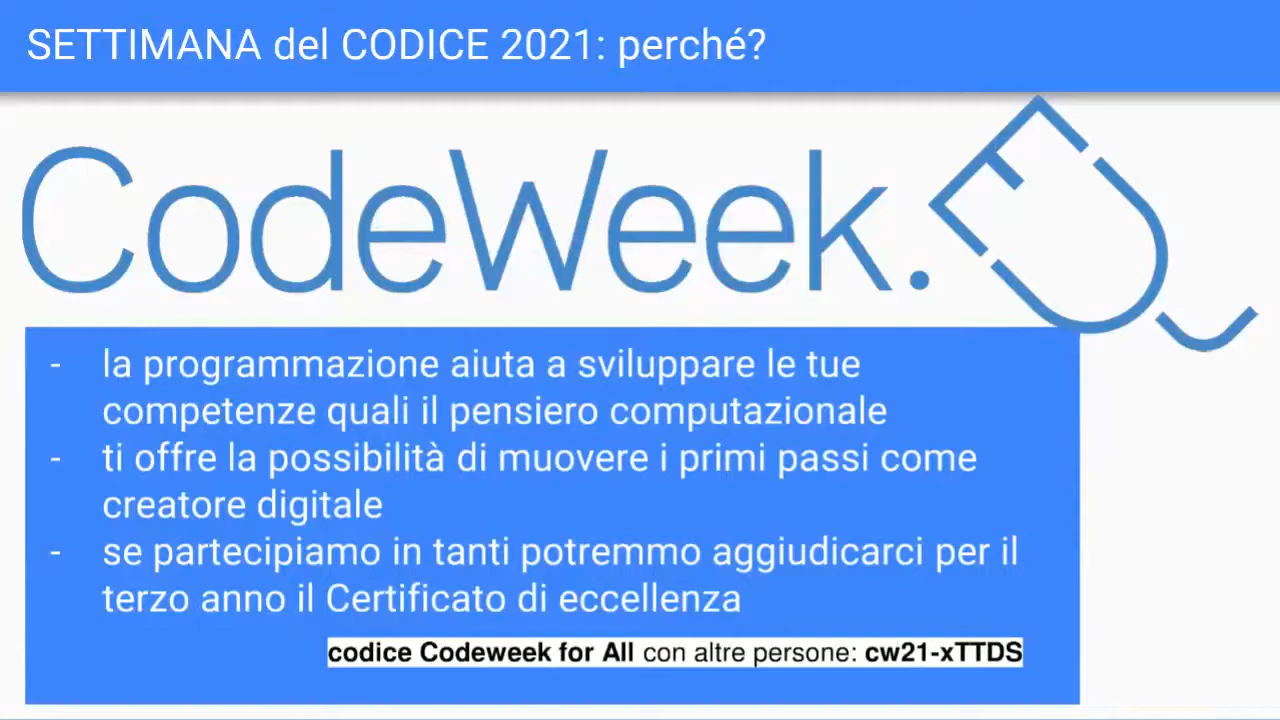 SETTIMANA del CODICE 2021: perché?
CodeWeek.EU
- la programmazione aiuta a sviluppare le tue
competenze quali il pensiero computazionale
- ti offre la possibilità di muovere i primi passi come
creatore digitale
- se partecipiamo in tanti potremmo aggiudicarci per il
terzo anno il Certificato di eccellenza
codice Codeweek for All con altre persone: cw21-xTTDS